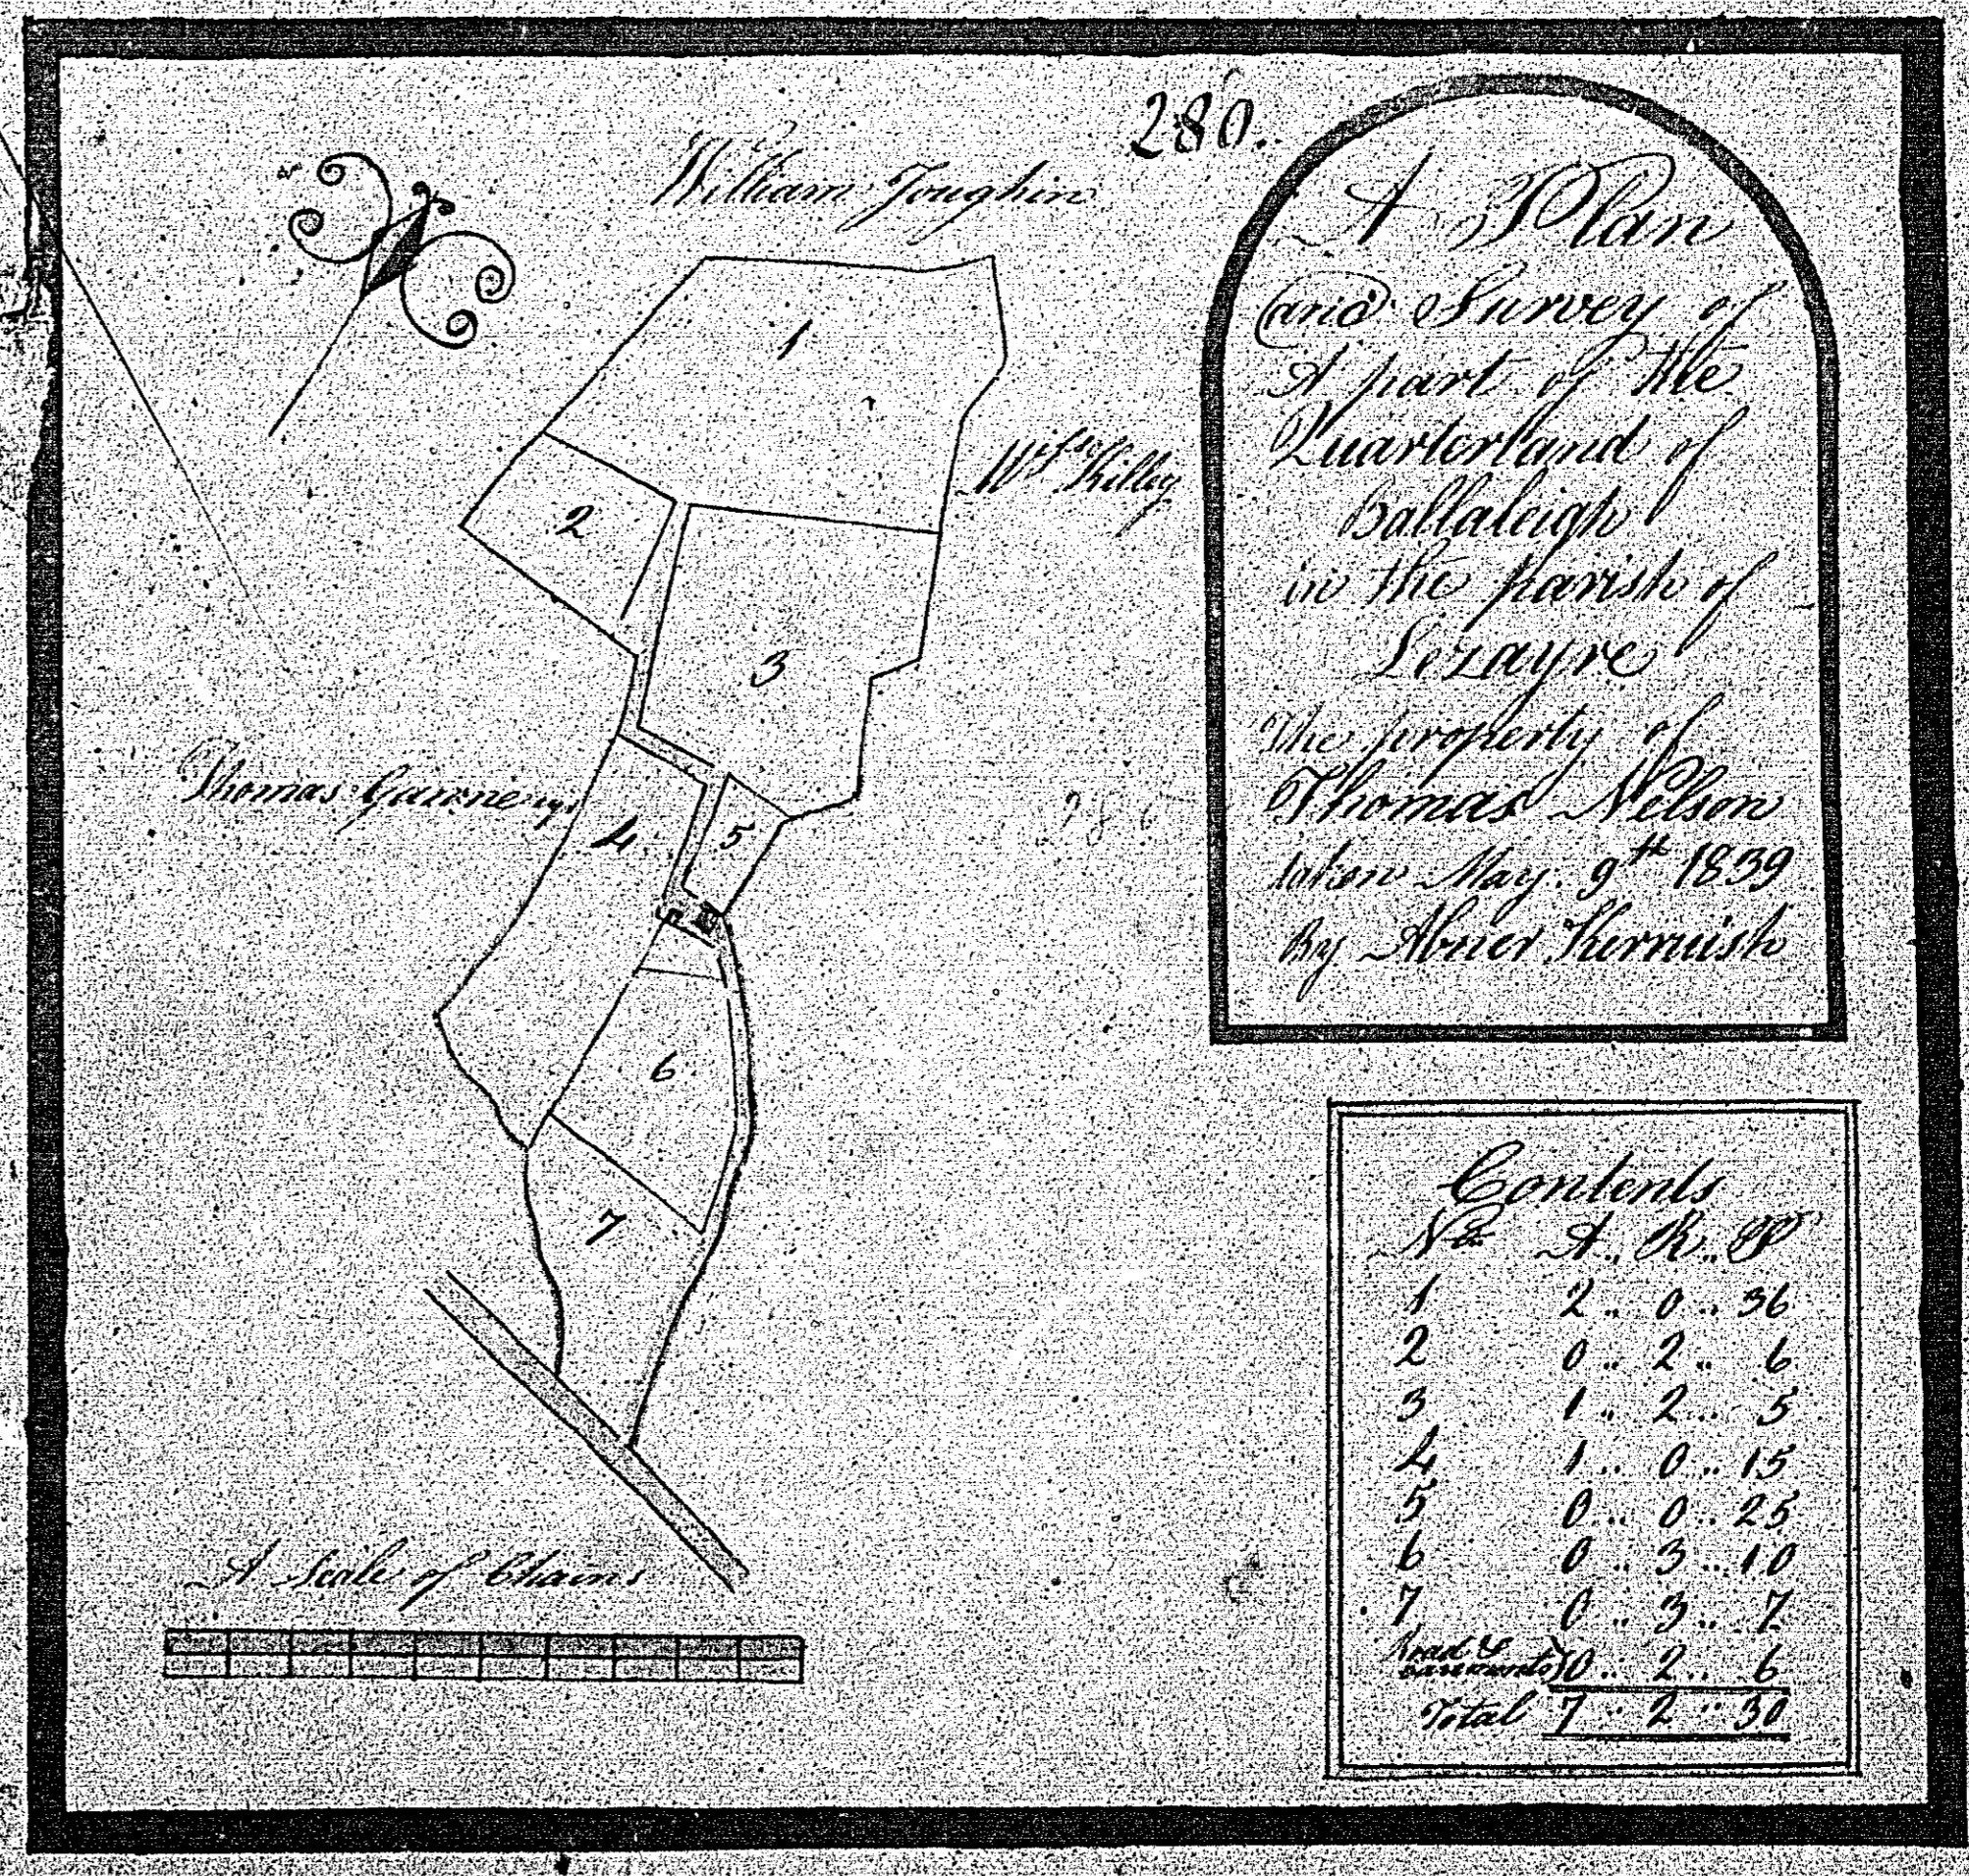 280.
William Joughin
A Plan
and Survey of
A part of the
Quarterland of
Ballaleigh
in the parish of
Lezayre
The property of
Thomas Nelson
taken May. 9th 1839
By Abner Kerruish
1
2
3
Killey
Thomas
4
5
6
7
Contents
Nos A.. R.. P
1 2 .. 0 .. 36
2 0 .. 2 .. 6
3 1 .. 2 .. 5
4 1 .. 0 .. 15
5 0 .. 0 .. 25
6 0 .. 3 .. 10
7 0 .. 3 .. 7
Road & easements 0 .. 2 .. 6
Total 7 .. 2 .. 30
A Scale of Chains